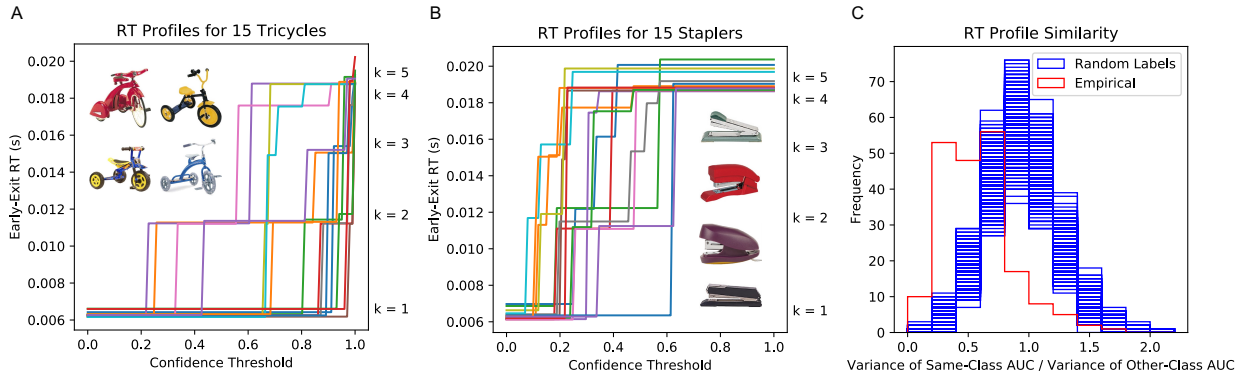 A
RT Profiles for 15 Tricycles
Early-Exit RT (s)
0.020
0.018
0.016
0.014
0.012
0.010
0.008
0.006
k = 5
k = 4
k = 3
k = 2
k = 1
0.0 0.2 0.4 0.6 0.8 1.0
Confidence Threshold
B
RT Profiles for 15 Staplers
Early-Exit RT (s)
0.020
0.018
0.016
0.014
0.012
0.010
0.008
0.006
k = 5
k = 4
k = 3
k = 2
k = 1
0.0 0.2 0.4 0.6 0.8 1.0
Confidence Threshold
C
RT Profile Similarity
Random Labels
Empirical
Frequency
70
60
50
40
30
20
10
0
0.0 0.5 1.0 1.5 2.0
Variance of Same-Class AUC / Variance of Other-Class AUC